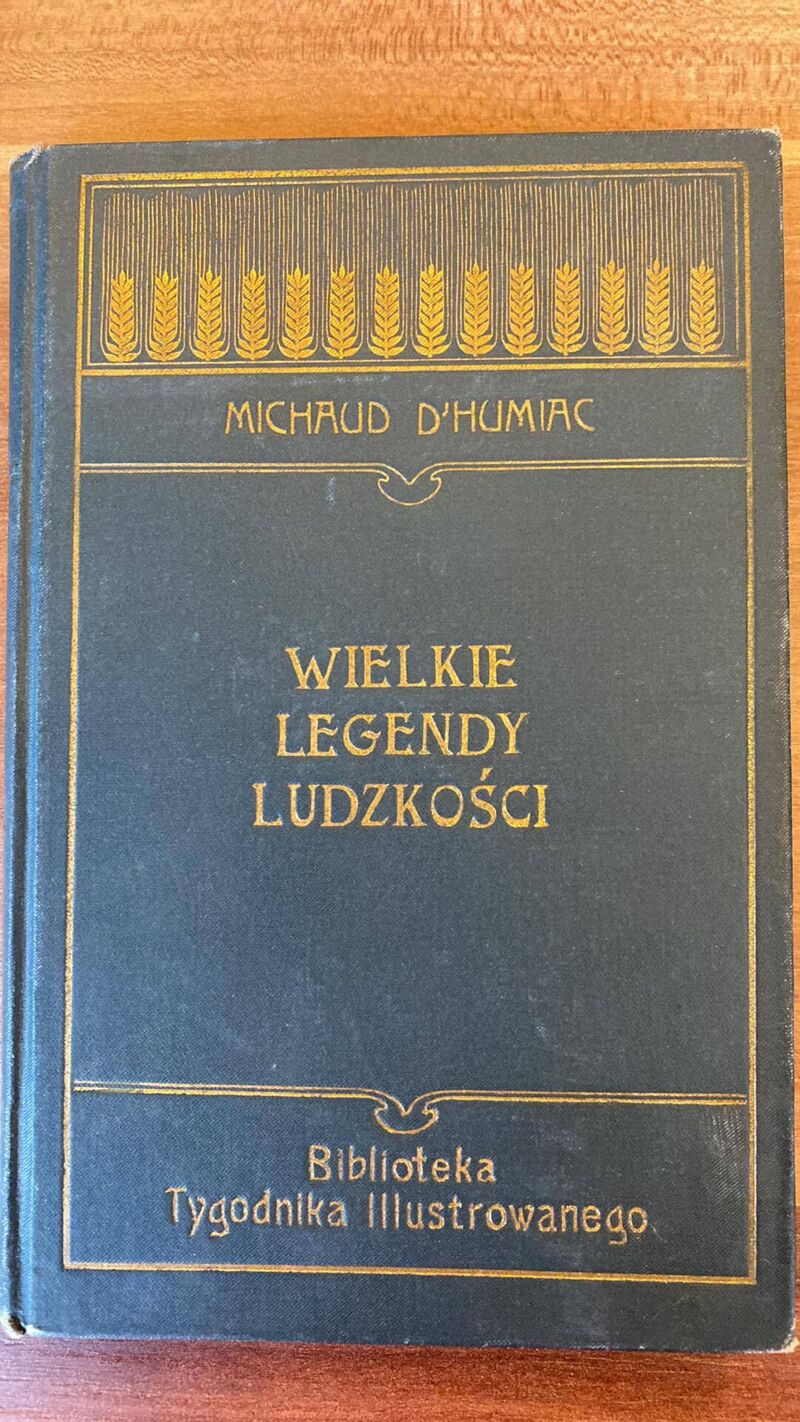 MICHAUD D'HUMIAC
WIELKIE
LEGENDY
LUDZKOŚCI
Biblioteka
Tygodnika Illustrowanego.